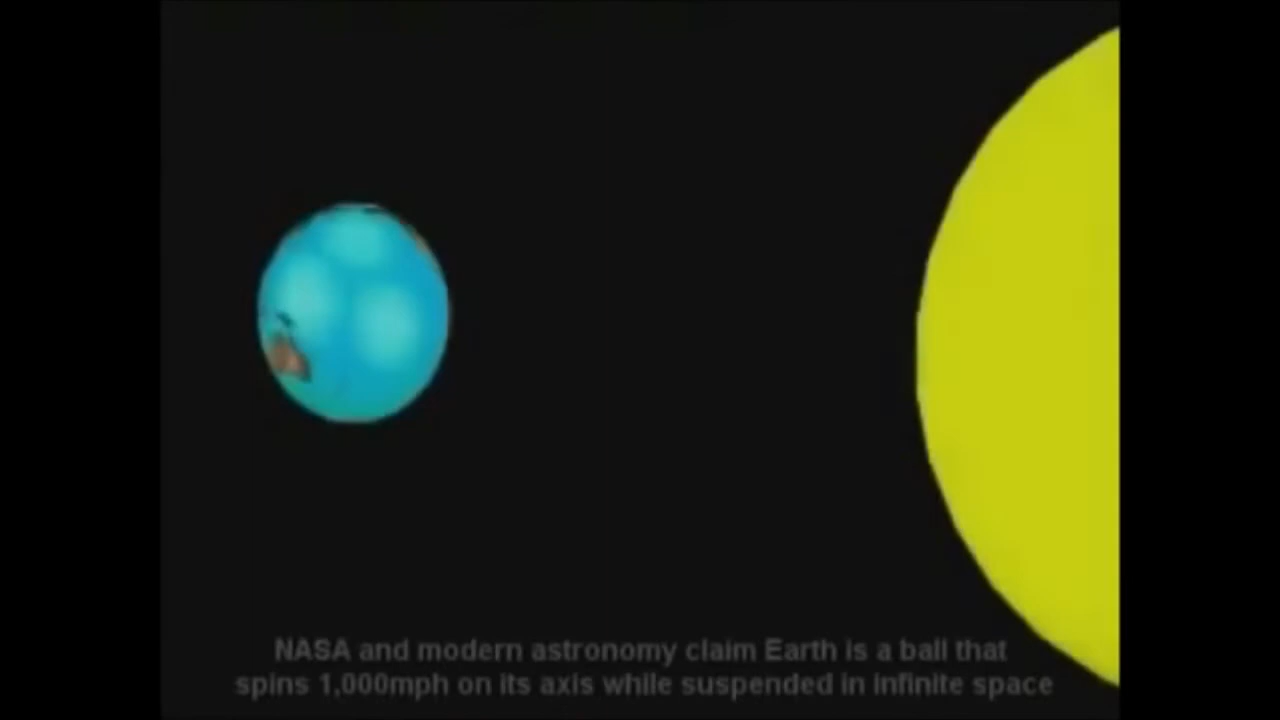 NASA and modern astronomy claim Earth is a ball that
spins 1,000mph on its axis while suspended in infinite space